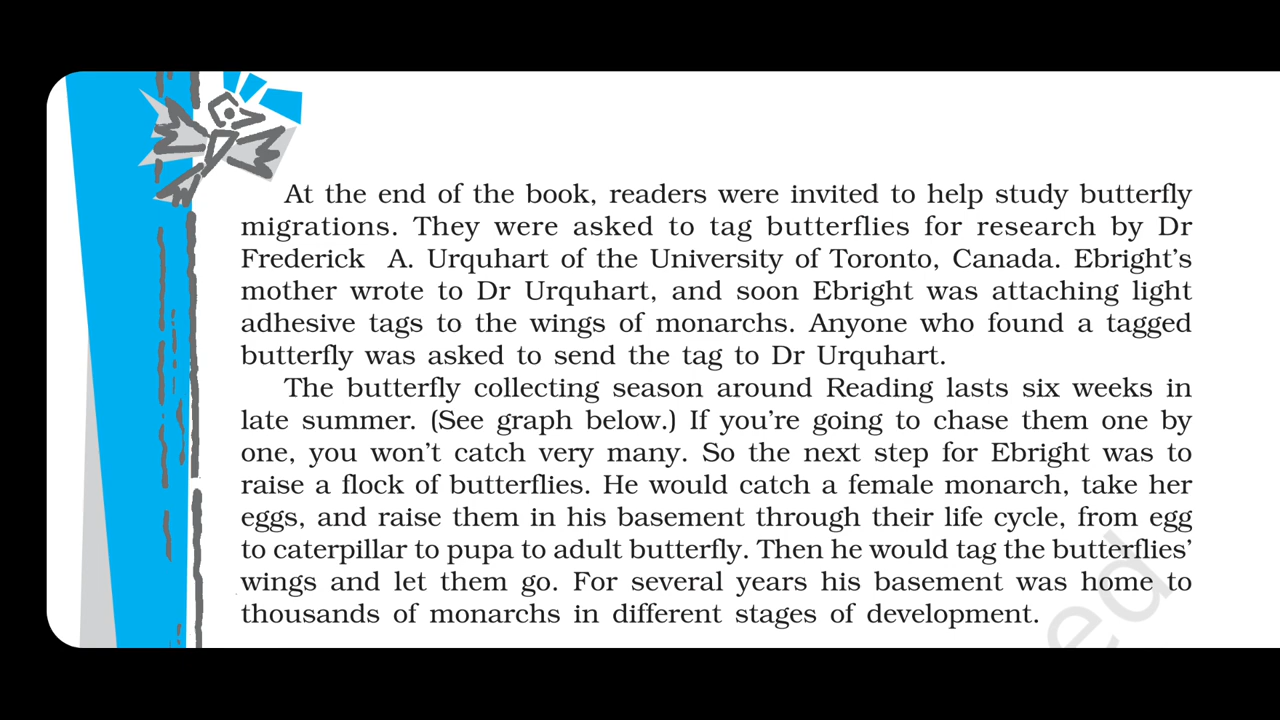 At the end of the book, readers were invited to help study butterfly
migrations. They were asked to tag butterflies for research by Dr
Frederick A. Urquhart of the University of Toronto, Canada. Ebright’s
mother wrote to Dr Urquhart, and soon Ebright was attaching light
adhesive tags to the wings of monarchs. Anyone who found a tagged
butterfly was asked to send the tag to Dr Urquhart.
The butterfly collecting season around Reading lasts six weeks in
late summer. (See graph below.) If you’re going to chase them one by
one, you won’t catch very many. So the next step for Ebright was to
raise a flock of butterflies. He would catch a female monarch, take her
eggs, and raise them in his basement through their life cycle, from egg
to caterpillar to pupa to adult butterfly. Then he would tag the butterflies’
wings and let them go. For several years his basement was home to
thousands of monarchs in different stages of development.
ed